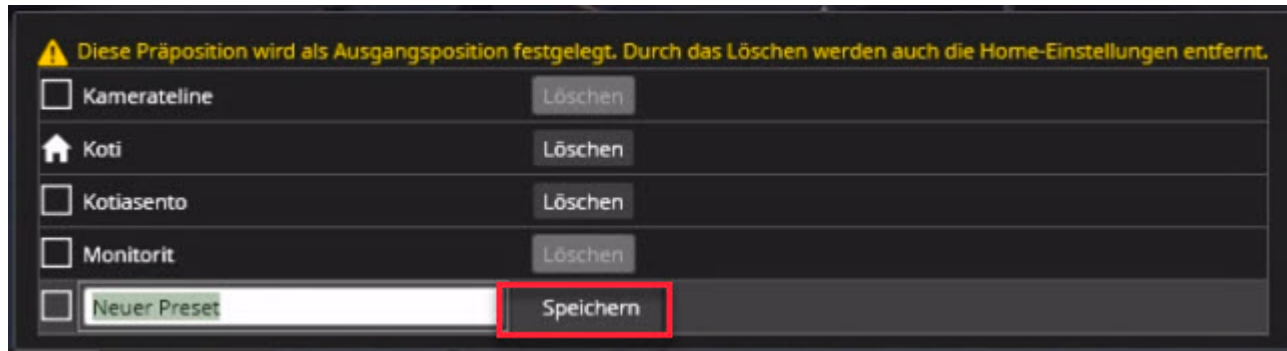 Diese Präposition wird als Ausgangsposition festgelegt. Durch das Löschen werden auch die Home-Einstellungen entfernt.
Kamerateline Löschen
Koti Löschen
Kotiasento Löschen
Monitorit Löschen
Neuer Preset Speichern